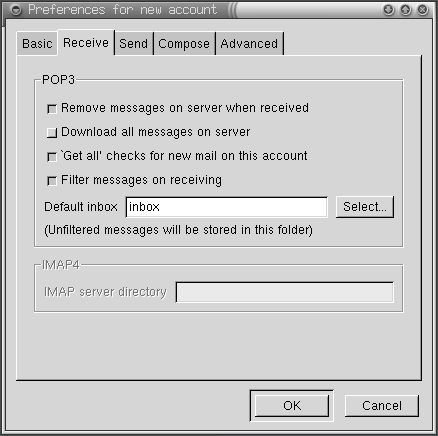 Preferences for new account
Basic Receive Send Compose Advanced
POP3
Remove messages on server when received
Download all messages on server
`Get all' checks for new mail on this account
Filter messages on receiving
Default inbox inbox Select...
(Unfiltered messages will be stored in this folder)
IMAP4
IMAP server directory
OK Cancel